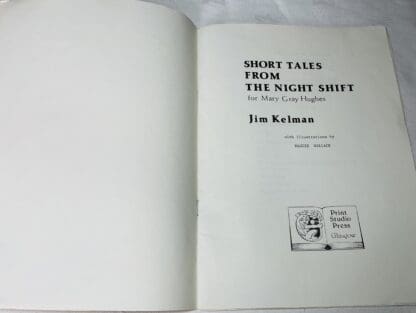 SHORT TALES
FROM
THE NIGHT SHIFT
for Mary Gray Hughes
Jim Kelman
with illustrations by
WALLACE
Print
Studio
Press
Glasgow